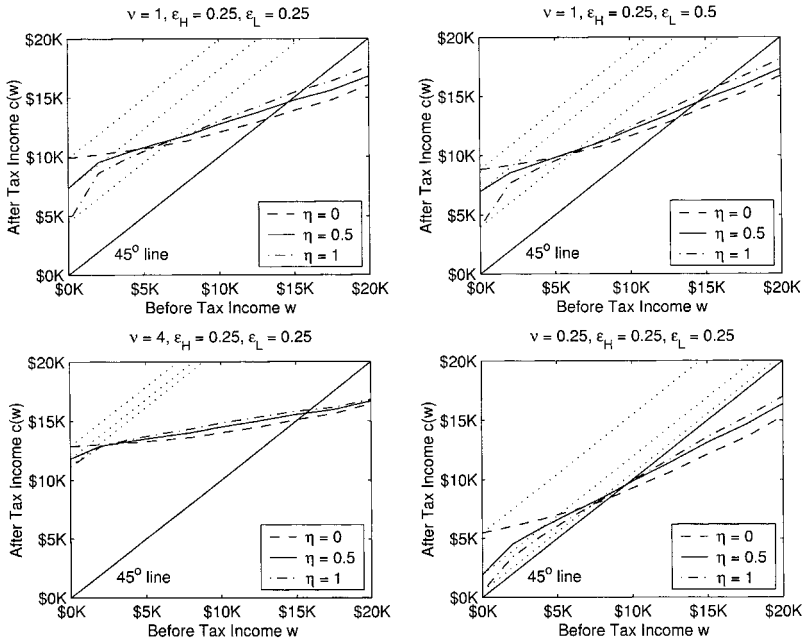 ν = 1, ε_H = 0.25, ε_L = 0.25
$20K
$15K
$10K
$5K
$0K
After Tax Income c(w)
45° line
η = 0
η = 0.5
η = 1
$0K $5K $10K $15K $20K
Before Tax Income w
ν = 1, ε_H = 0.25, ε_L = 0.5
$20K
$15K
$10K
$5K
$0K
After Tax Income c(w)
45° line
η = 0
η = 0.5
η = 1
$0K $5K $10K $15K $20K
Before Tax Income w
ν = 4, ε_H = 0.25, ε_L = 0.25
$20K
$15K
$10K
$5K
$0K
After Tax Income c(w)
45° line
η = 0
η = 0.5
η = 1
$0K $5K $10K $15K $20K
Before Tax Income w
ν = 0.25, ε_H = 0.25, ε_L = 0.25
$20K
$15K
$10K
$5K
$0K
After Tax Income c(w)
45° line
η = 0
η = 0.5
η = 1
$0K $5K $10K $15K $20K
Before Tax Income w